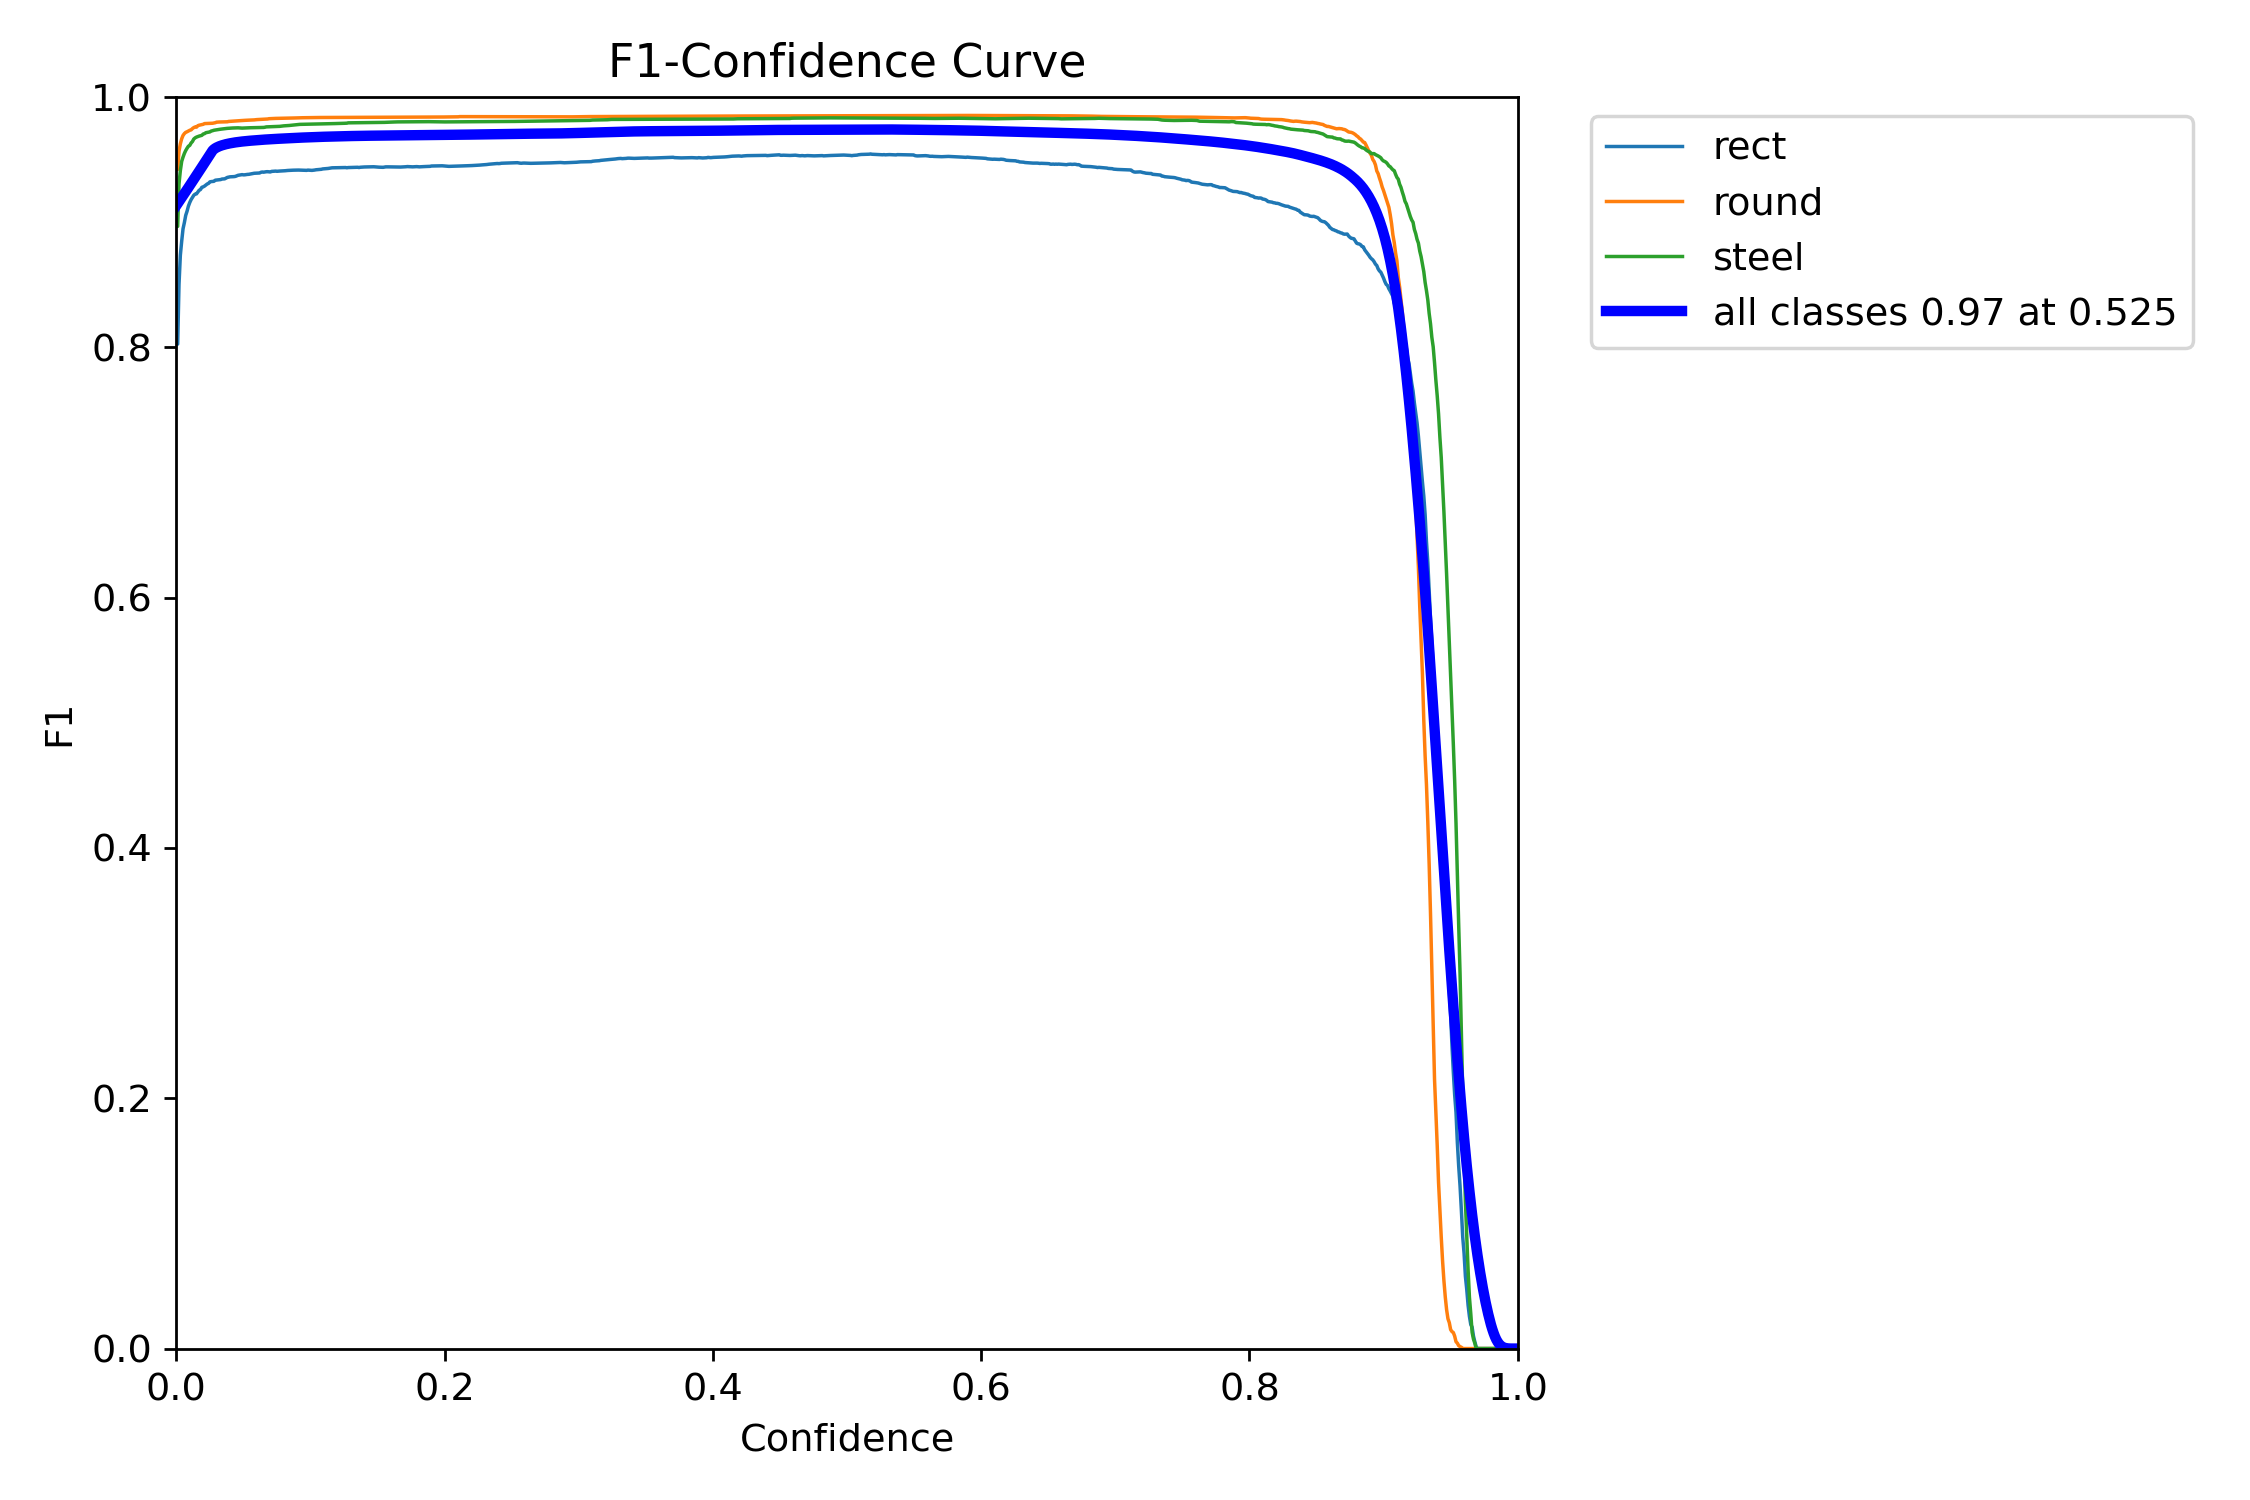 F1-Confidence Curve
1.0
0.8
0.6
0.4
0.2
0.0
F1
0.0 0.2 0.4 0.6 0.8 1.0
Confidence
rect
round
steel
all classes 0.97 at 0.525